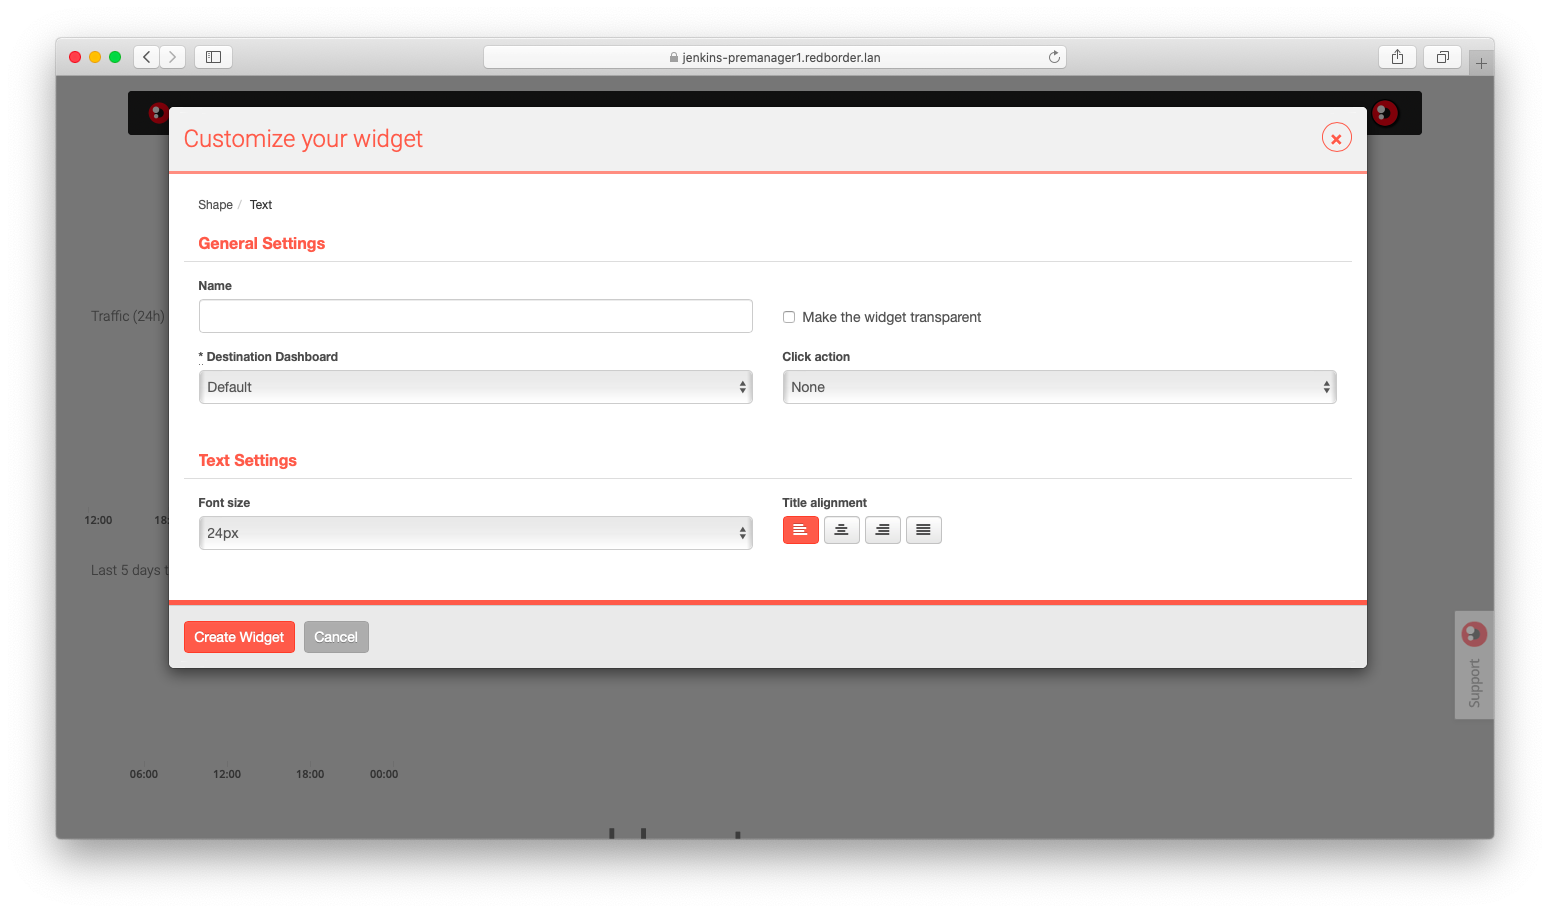 jenkins-premanager1.redborder.lan
Customize your widget
Shape / Text
General Settings
Name
Make the widget transparent
* Destination Dashboard
Click action
Default
None
Traffic (24h)
Text Settings
Font size
Title alignment
24px
12:00 18:
Last 5 days t
Create Widget
Cancel
Support
06:00 12:00 18:00 00:00